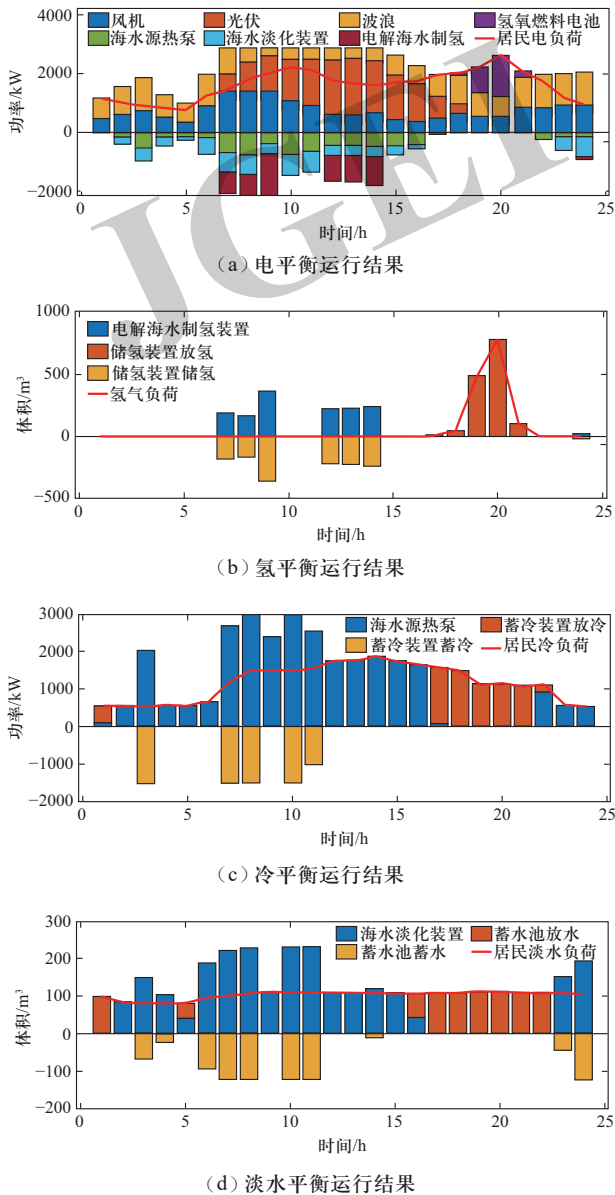 风机 光伏 波浪 氢氧燃料电池
海水源热泵 海水淡化装置 电解海水制氢 居民电负荷
4000
2000
0
−2000
功率/kW
0 5 10 15 20 25
时间/h
JGEI
（a）电平衡运行结果
电解海水制氢装置
储氢装置放氢
储氢装置储氢
氢气负荷
1000
500
0
−500
体积/m³
0 5 10 15 20 25
时间/h
（b）氢平衡运行结果
海水源热泵 蓄冷装置放冷
蓄冷装置蓄冷 居民冷负荷
3000
2000
1000
0
−1000
−2000
功率/kW
0 5 10 15 20 25
时间/h
（c）冷平衡运行结果
海水淡化装置 蓄水池放水
蓄水池蓄水 居民淡水负荷
300
200
100
0
−100
−200
体积/m³
0 5 10 15 20 25
时间/h
（d）淡水平衡运行结果